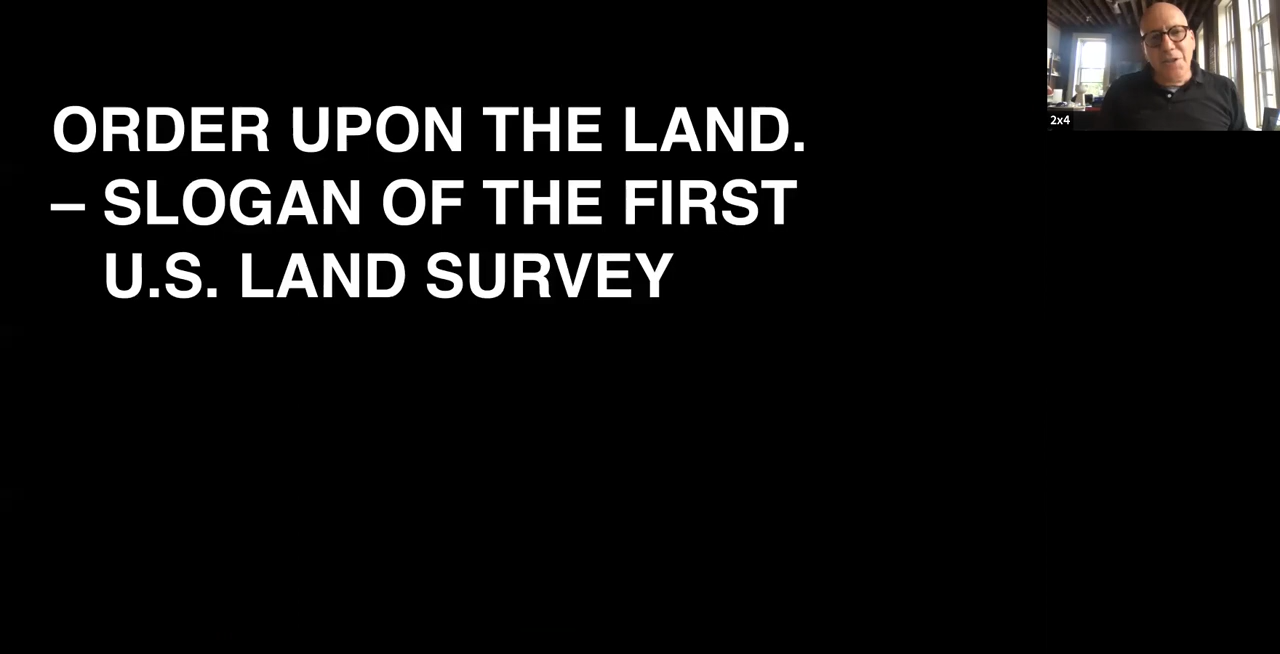 ORDER UPON THE LAND.
– SLOGAN OF THE FIRST
U.S. LAND SURVEY
2x4